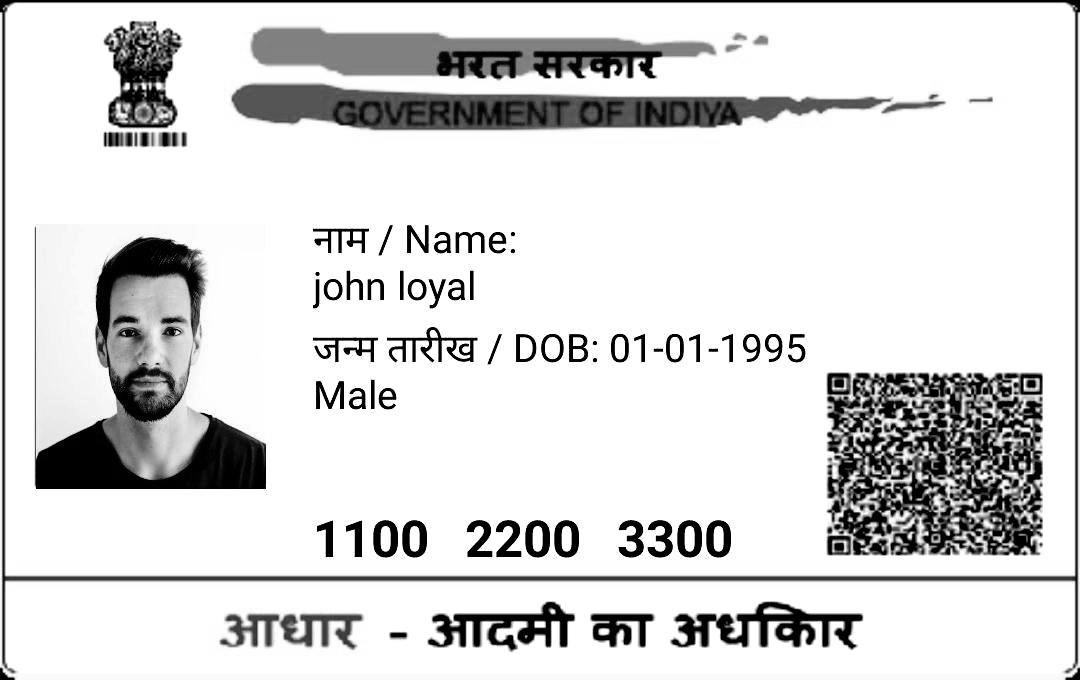 भरत सरकार
GOVERNMENT OF INDIYA
नाम / Name:
john loyal
जन्म तारीख / DOB: 01-01-1995
Male
1100 2200 3300
आधार - आदमी का अधकिार